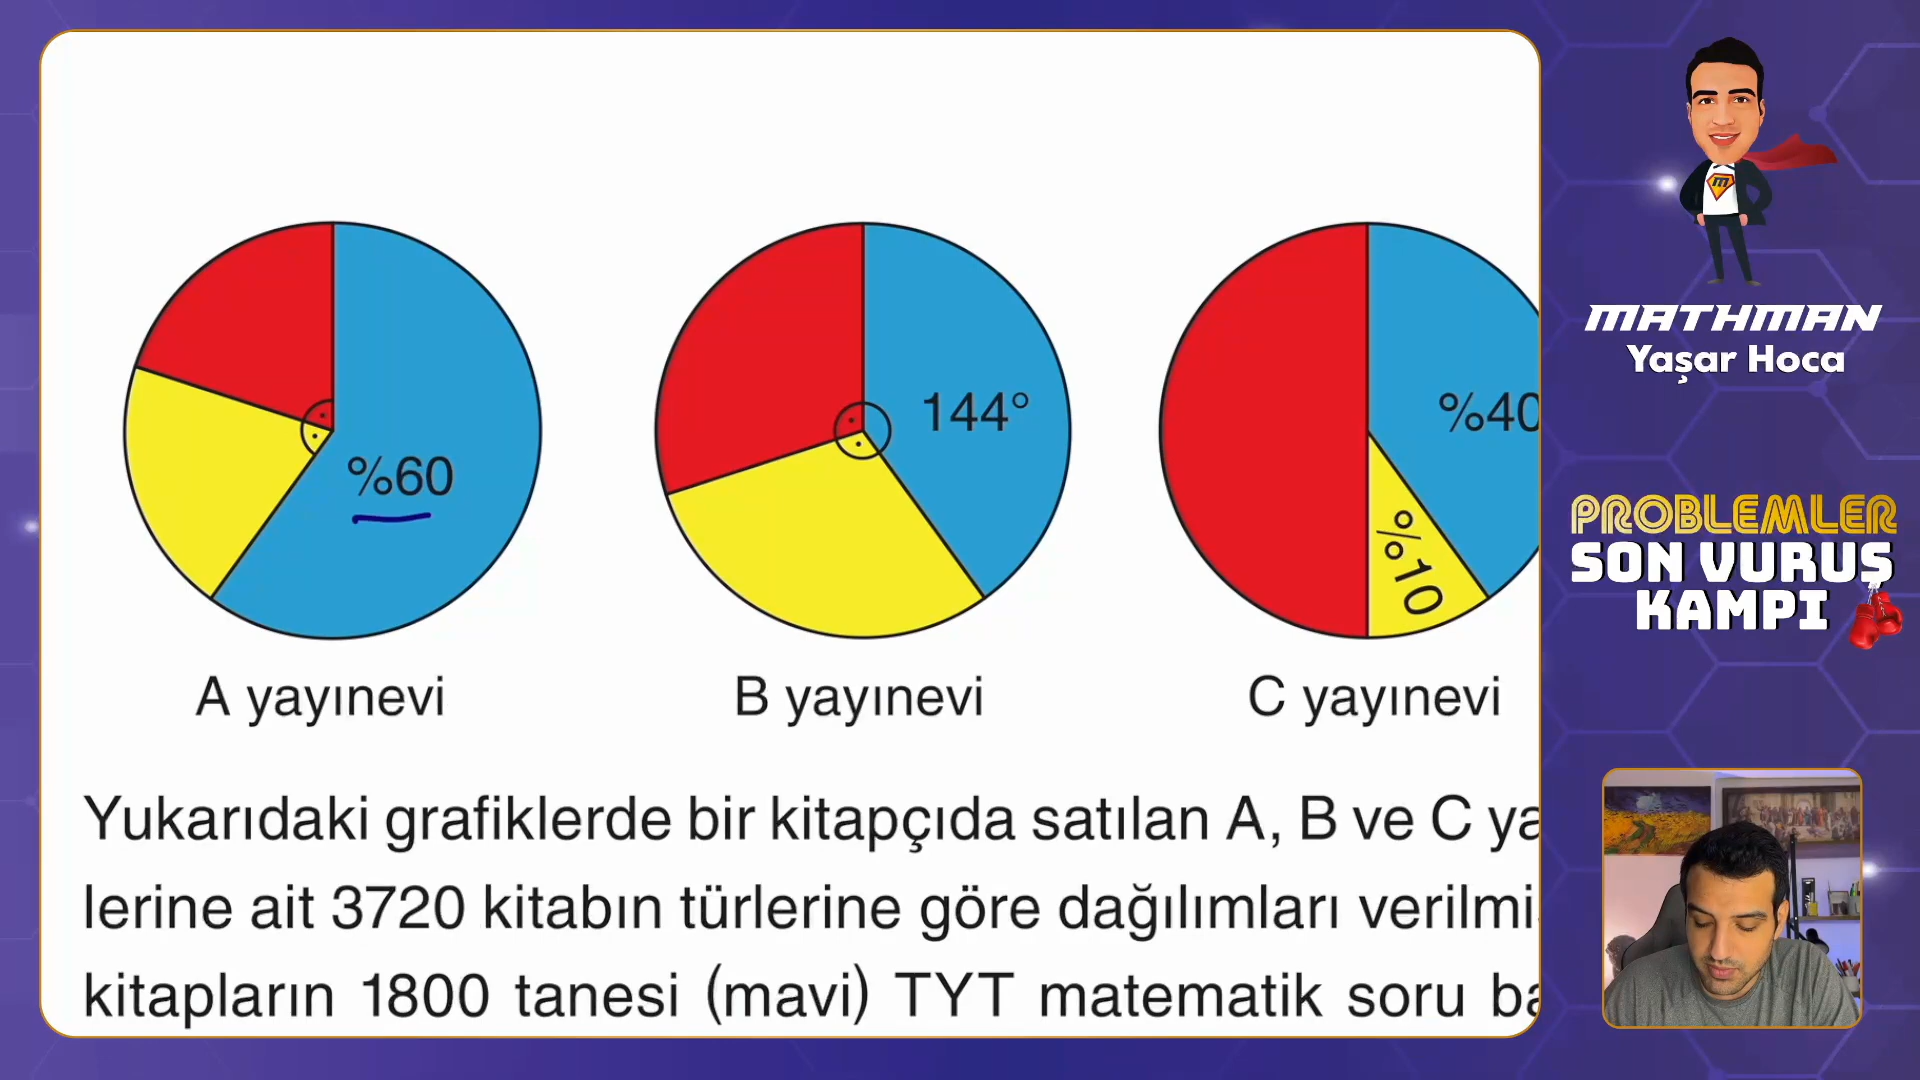 %60
144°
%40
%10
A yayınevi
B yayınevi
C yayınevi
Yukarıdaki grafiklerde bir kitapçıda satılan A, B ve C ya
lerine ait 3720 kitabın türlerine göre dağılımları verilmi
kitapların 1800 tanesi (mavi) TYT matematik soru ba
m
MATHMAN
Yaşar Hoca
PROBLEMLER
SON VURUŞ
KAMPI